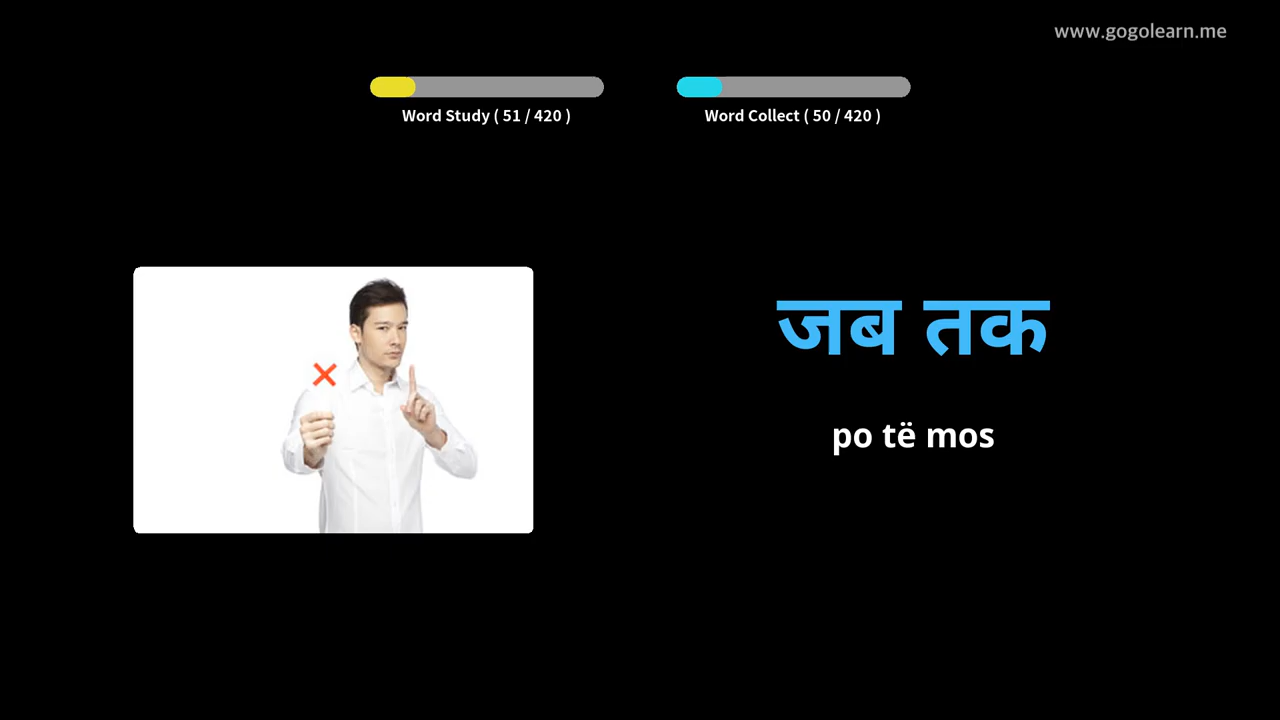 www.gogolearn.me
Word Study ( 51 / 420 )
Word Collect ( 50 / 420 )
जब तक
po të mos